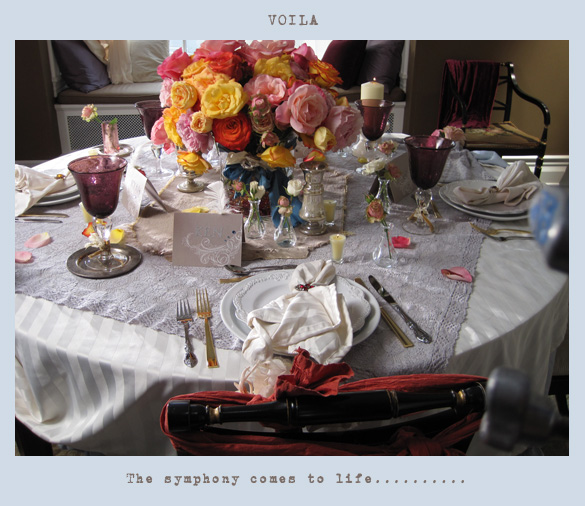 VOILA
The symphony comes to life..........